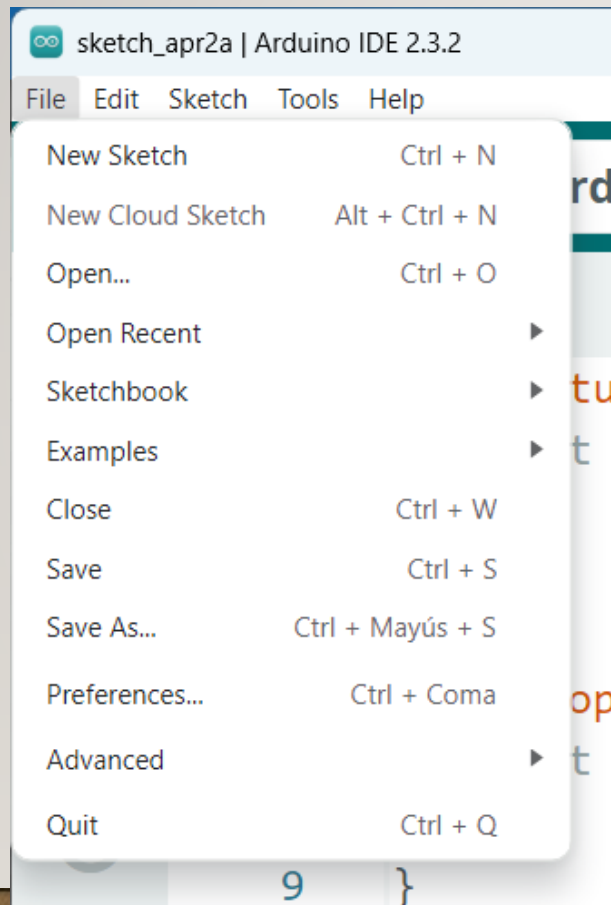 sketch_apr2a | Arduino IDE 2.3.2
File Edit Sketch Tools Help
New Sketch Ctrl + N
New Cloud Sketch Alt + Ctrl + N
Open... Ctrl + O
Open Recent
Sketchbook
Examples
Close Ctrl + W
Save Ctrl + S
Save As... Ctrl + Mayús + S
Preferences... Ctrl + Coma
Advanced
Quit Ctrl + Q
9 }